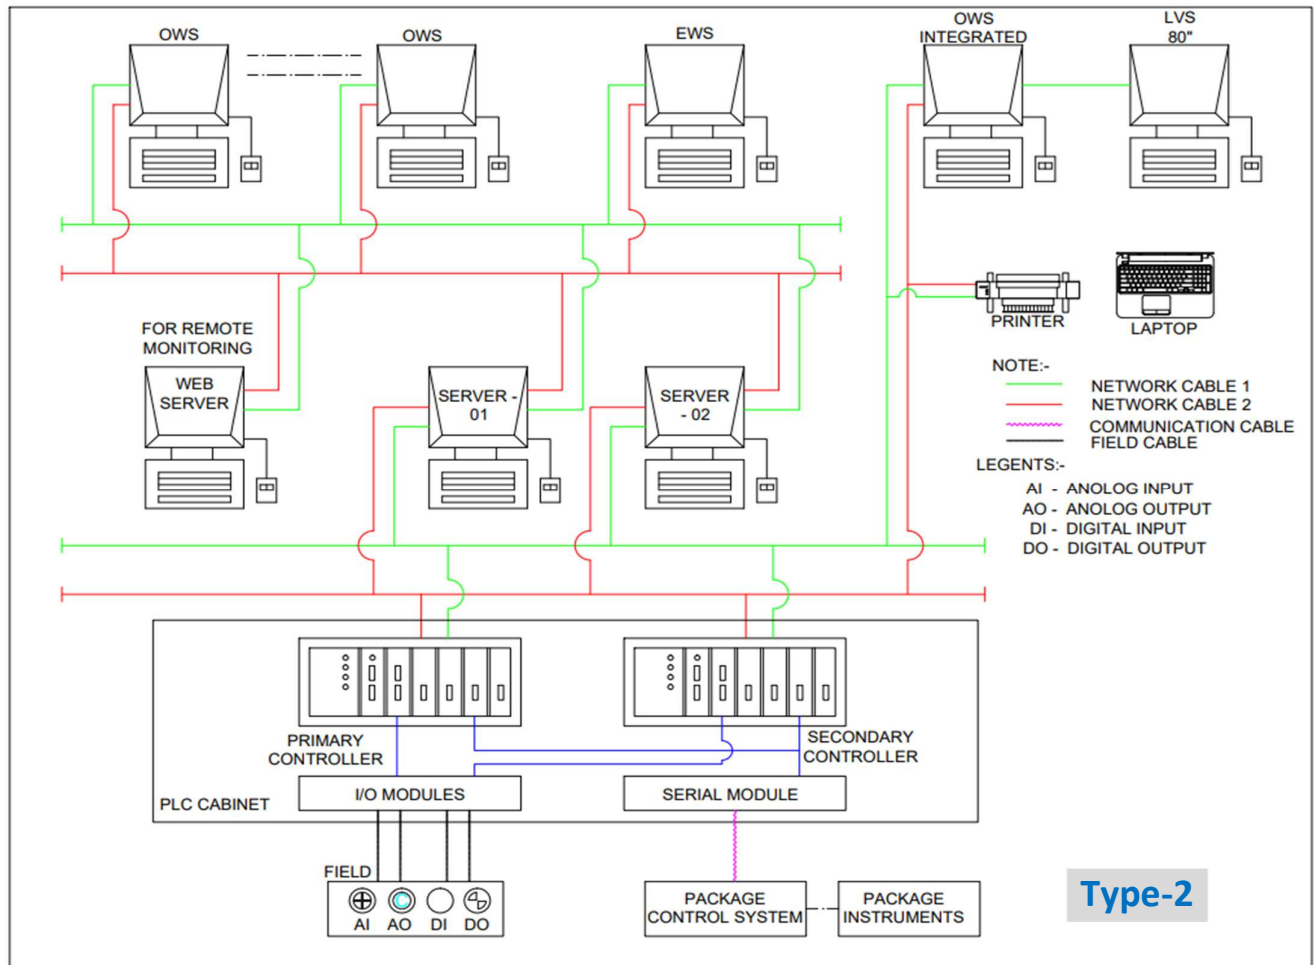 OWS
OWS
EWS
OWS
INTEGRATED
LVS
80"
FOR REMOTE
MONITORING
WEB
SERVER
SERVER -
01
SERVER
- 02
PRINTER
LAPTOP
NOTE:-
NETWORK CABLE 1
NETWORK CABLE 2
COMMUNICATION CABLE
FIELD CABLE
LEGENTS:-
AI - ANOLOG INPUT
AO - ANOLOG OUTPUT
DI - DIGITAL INPUT
DO - DIGITAL OUTPUT
PRIMARY
CONTROLLER
SECONDARY
CONTROLLER
PLC CABINET
I/O MODULES
SERIAL MODULE
FIELD
AI AO DI DO
PACKAGE
CONTROL SYSTEM
PACKAGE
INSTRUMENTS
Type-2